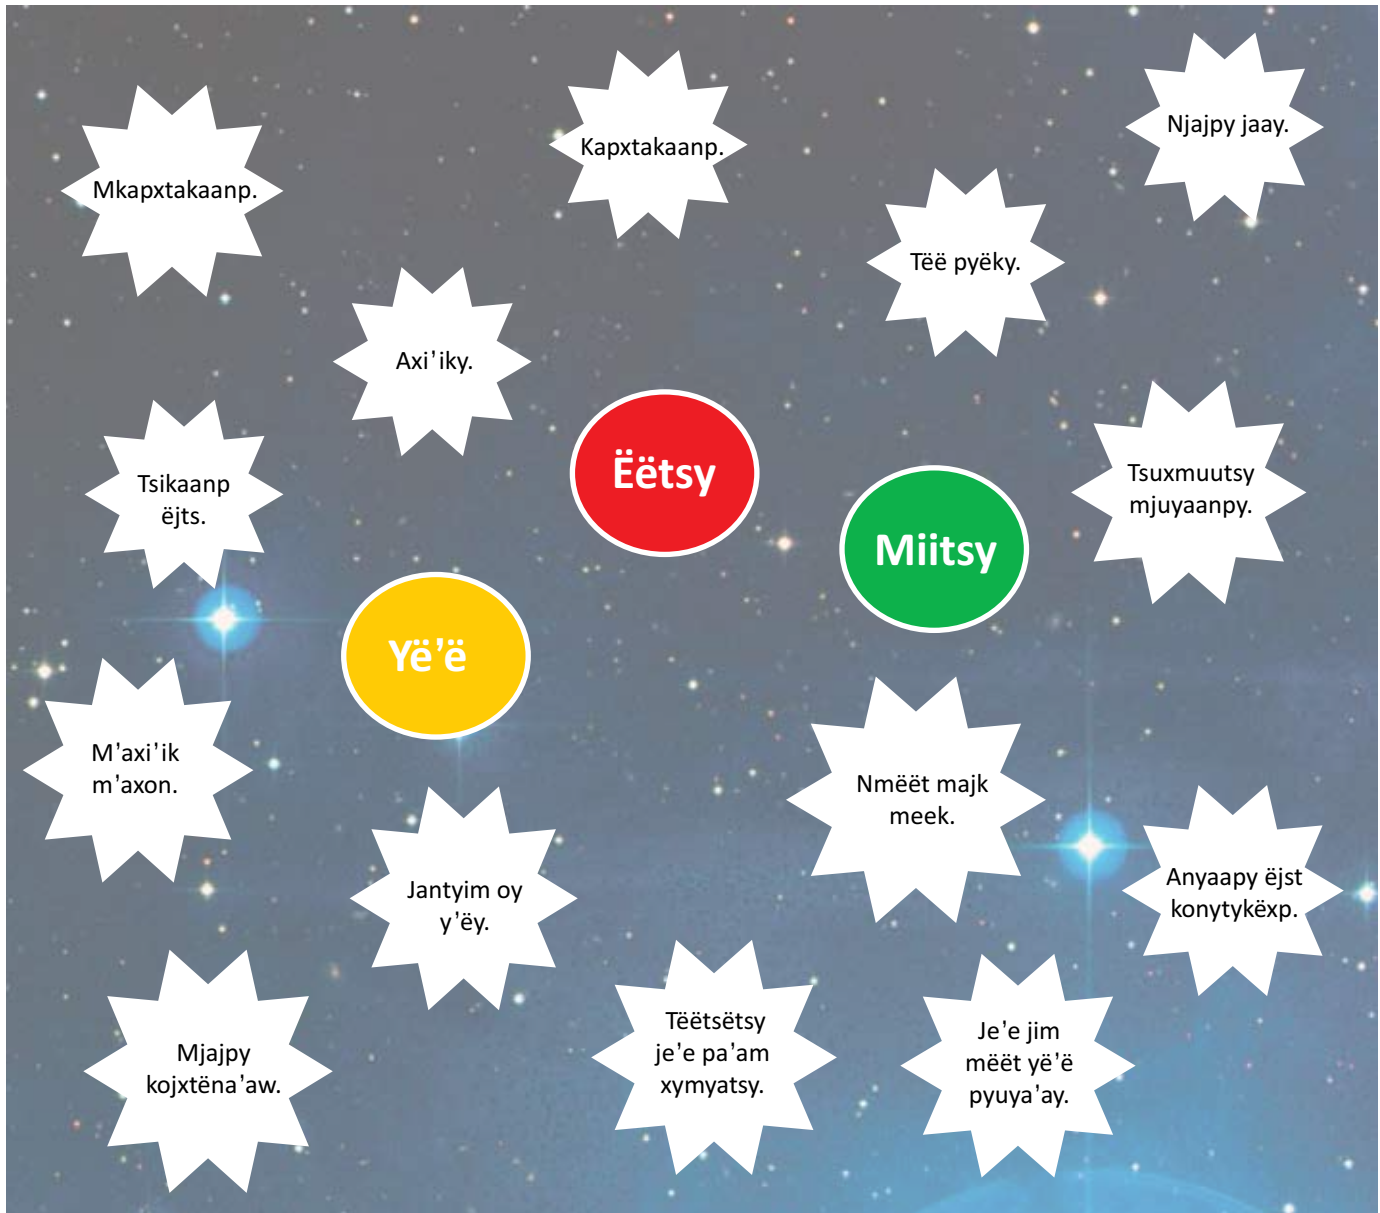 Njajpy jaay.
Kapxtakaanp.
Mkapxtakaanp.
Tëë pyëky.
Axi’iky.
Ëëtsy
Tsikaanp
ëjts.
Tsuxmuutsy
mjuyaanpy.
Miitsy
Yë’ë
M’axi’ik
m’axon.
Nmëët majk
meek.
Jantyim oy
y’ëy.
Anyaapy ëjst
konytykëxp.
Mjajpy
kojxtëna’aw.
Tëëtsëtsy
je’e pa’am
xymyatsy.
Je’e jim
mëët yë’ë
pyuya’ay.